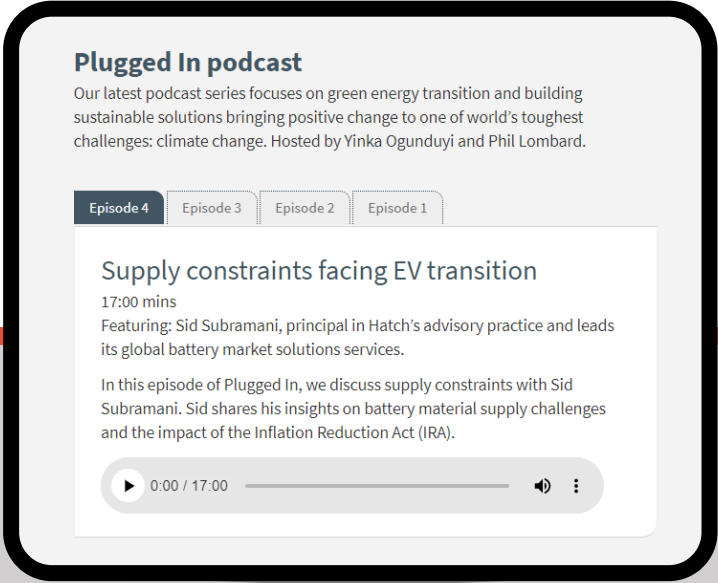 Plugged In podcast
Our latest podcast series focuses on green energy transition and building
sustainable solutions bringing positive change to one of world's toughest
challenges: climate change. Hosted by Yinka Ogunduyi and Phil Lombard.
Episode 4 Episode 3 Episode 2 Episode 1
Supply constraints facing EV transition
17:00 mins
Featuring: Sid Subramani, principal in Hatch's advisory practice and leads
its global battery market solutions services.
In this episode of Plugged In, we discuss supply constraints with Sid
Subramani. Sid shares his insights on battery material supply challenges
and the impact of the Inflation Reduction Act (IRA).
0:00 / 17:00